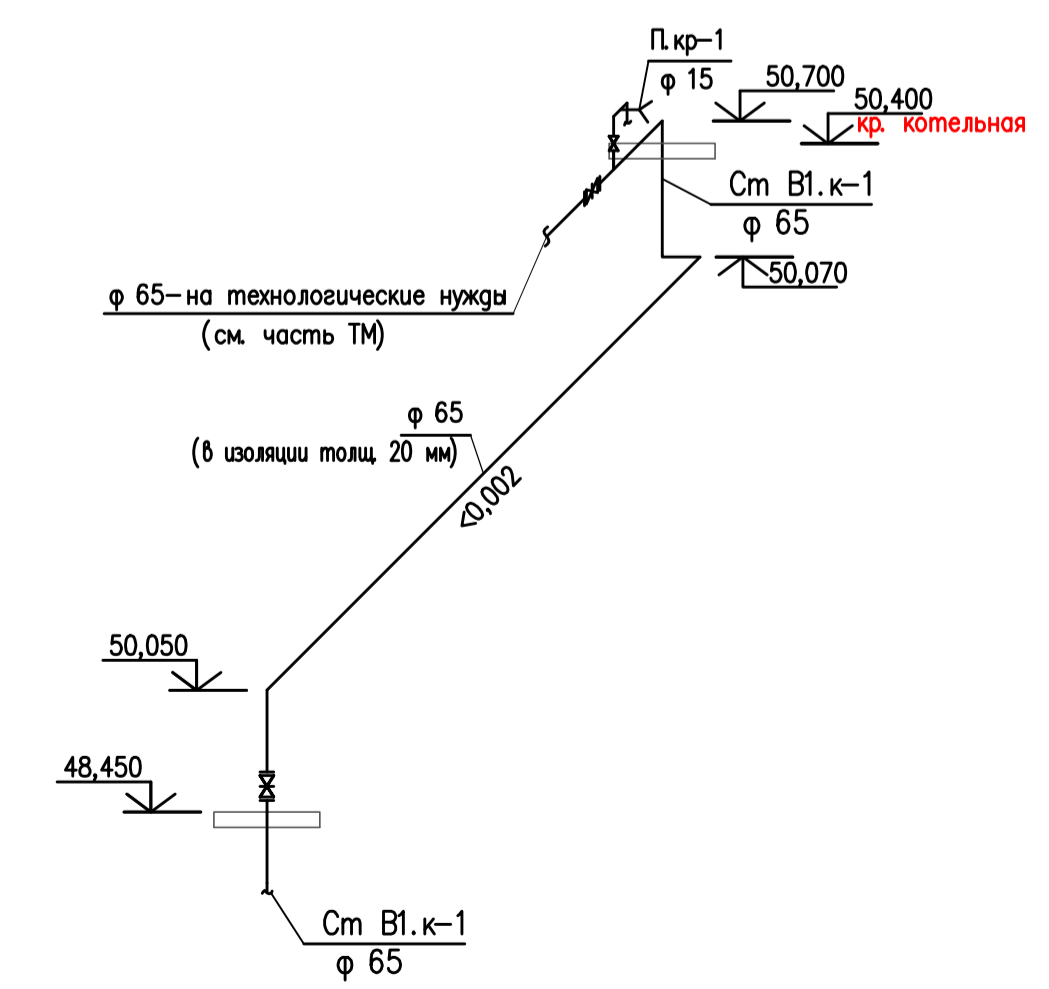 П.кр-1
φ 15
50,700
50,400
кр. котельная
Ст В1.к-1
φ 65
50,070
φ 65-на технологические нужды
(см. часть ТМ)
φ 65
(в изоляции толщ. 20 мм)
<0,002
50,050
48,450
Ст В1.к-1
φ 65